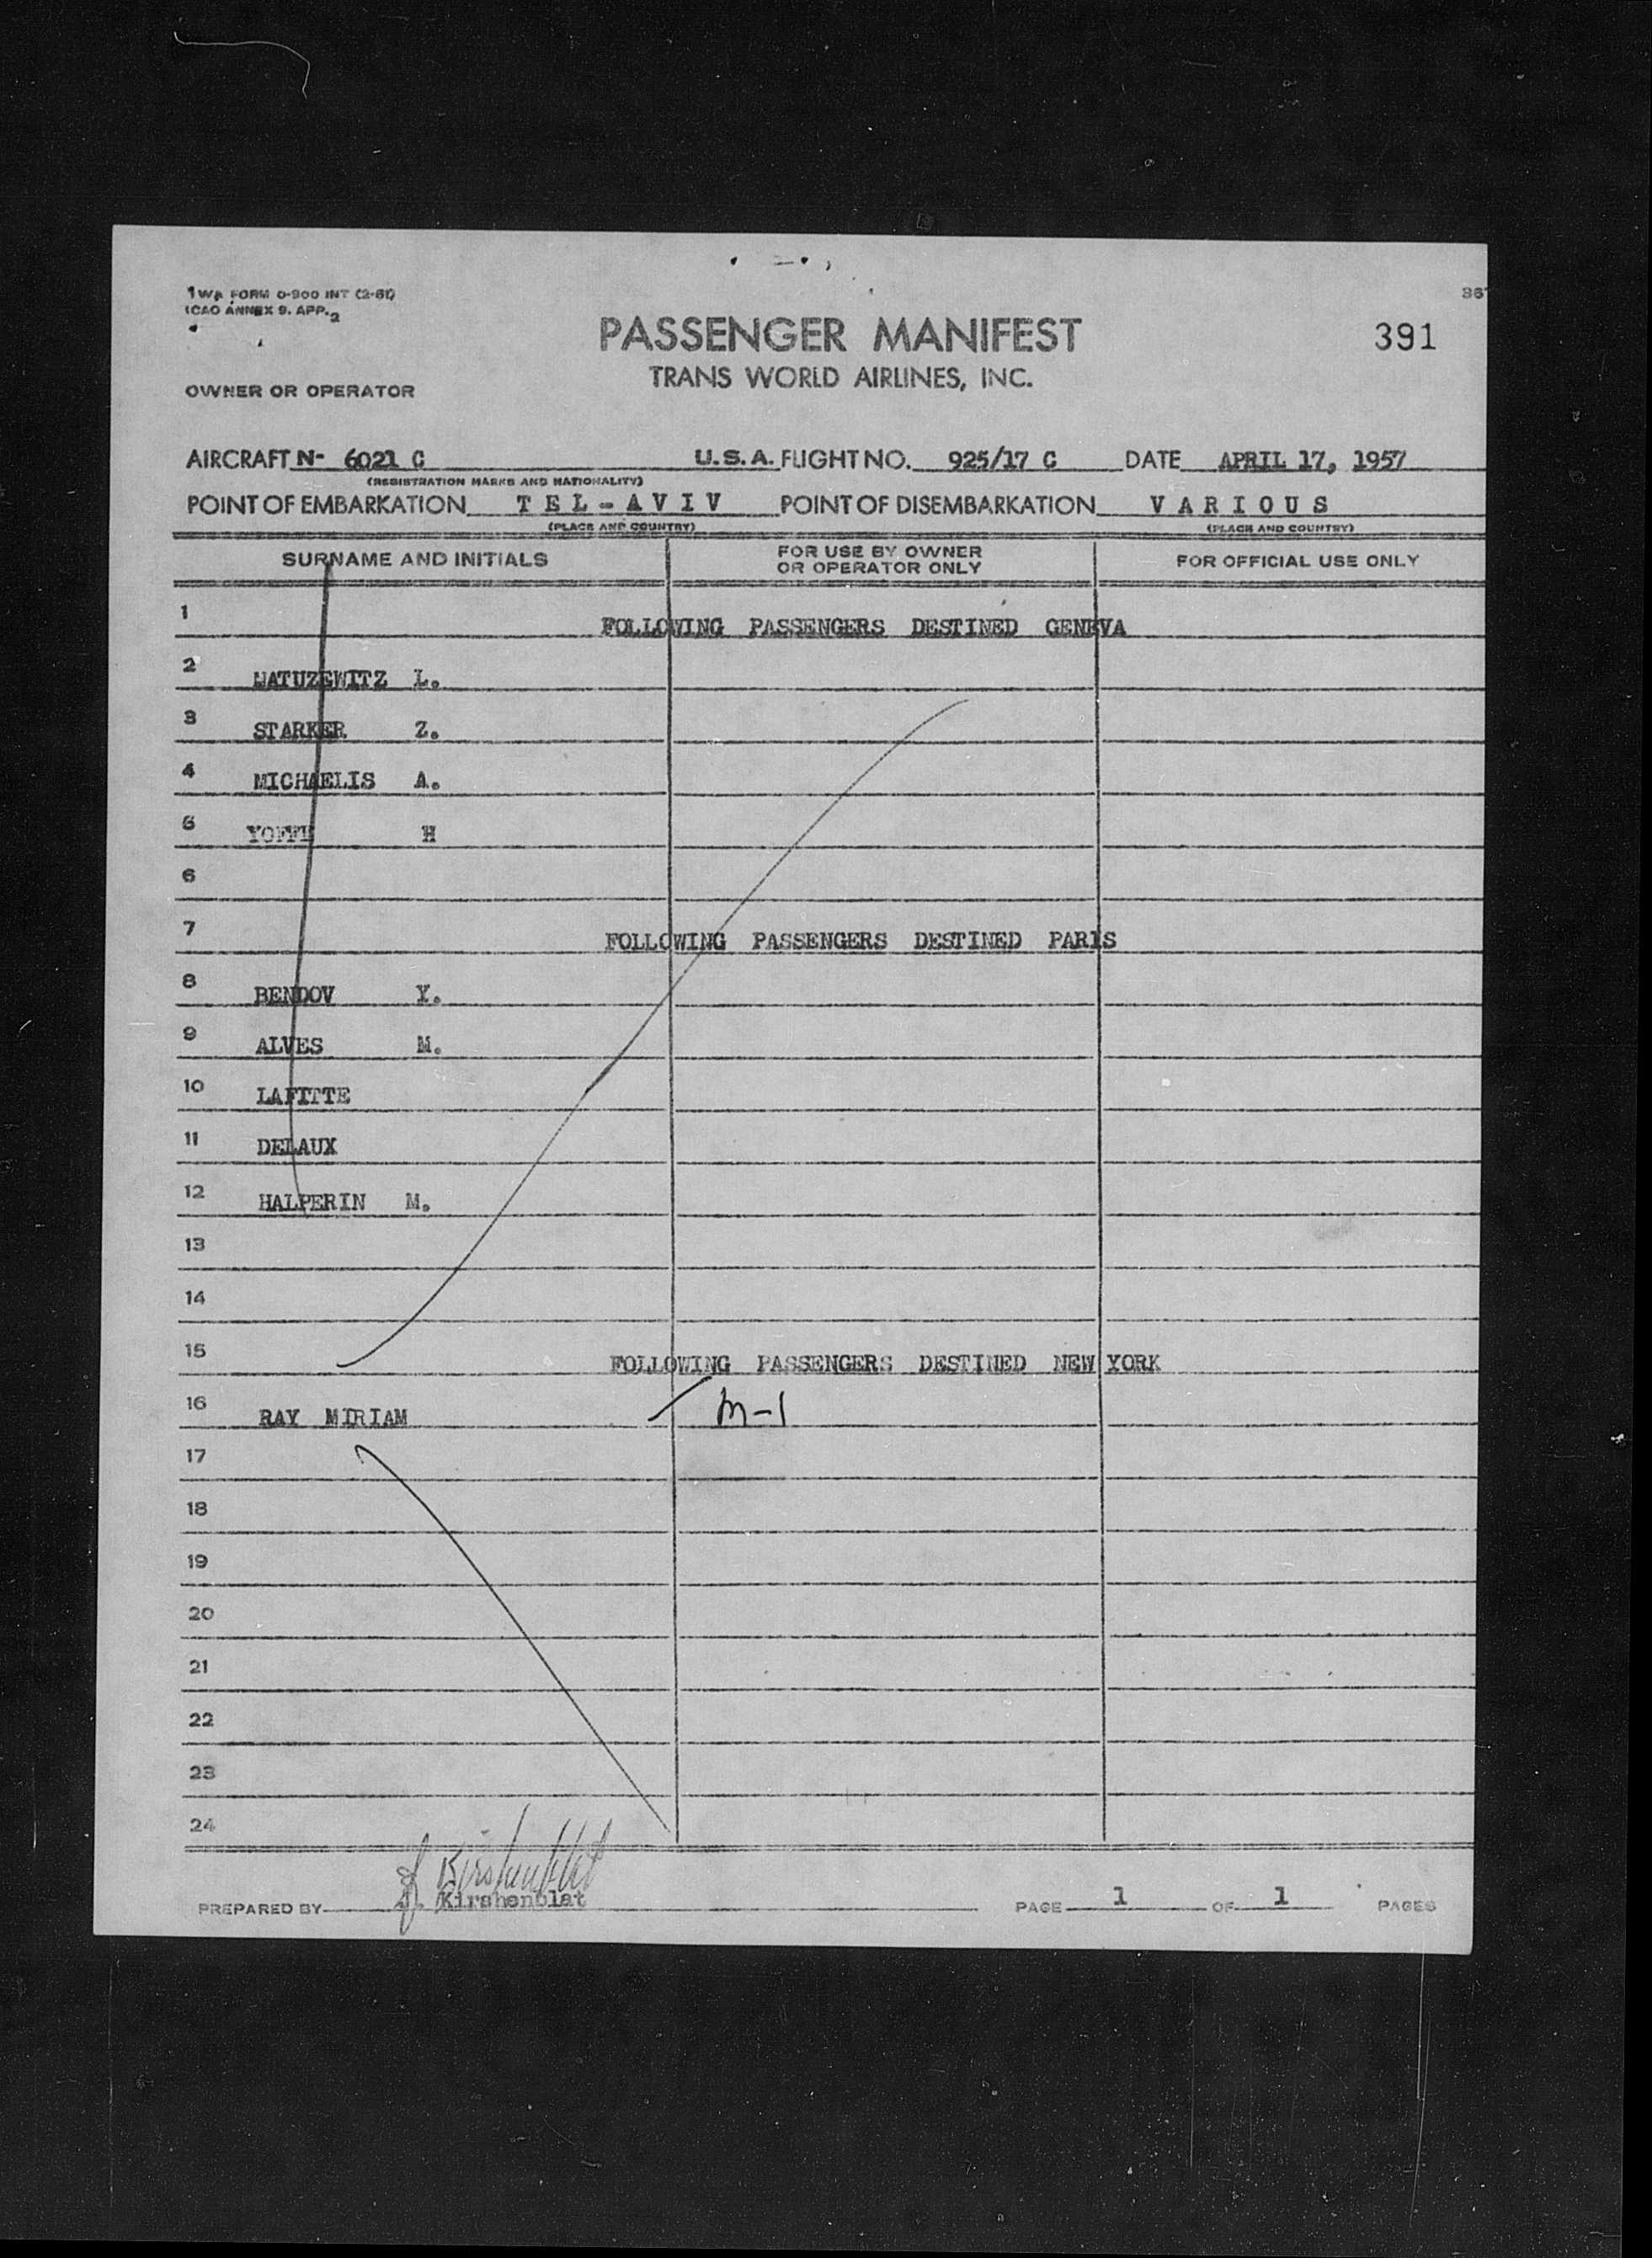 TWA FORM O-900 INT (2-51)
ICAO ANNEX 9. APP. 2
PASSENGER MANIFEST
391
TRANS WORLD AIRLINES, INC.
OWNER OR OPERATOR
AIRCRAFT N- 6021 C U.S.A. FLIGHT NO. 925/17 C DATE APRIL 17, 1957
(REGISTRATION MARKS AND NATIONALITY)
POINT OF EMBARKATION TEL-AVIV POINT OF DISEMBARKATION VARIOUS
(PLACE AND COUNTRY) (PLACE AND COUNTRY)
SURNAME AND INITIALS FOR USE BY OWNER OR OPERATOR ONLY FOR OFFICIAL USE ONLY
1 FOLLOWING PASSENGERS DESTINED GENEVA
2 MATUZEWITZ L.
3 STARKER Z.
4 MICHAELIS A.
5 YOFFE H
6
7 FOLLOWING PASSENGERS DESTINED PARIS
8 BENDOV Y.
9 ALVES M.
10 LAFITTE
11 DELAUX
12 HALPERIN M.
13
14
15 FOLLOWING PASSENGERS DESTINED NEW YORK
16 RAY MIRIAM M-1
17
18
19
20
21
22
23
24
J. Kirshenblat
PREPARED BY J. Kirshenblat PAGE 1 OF 1 PAGES